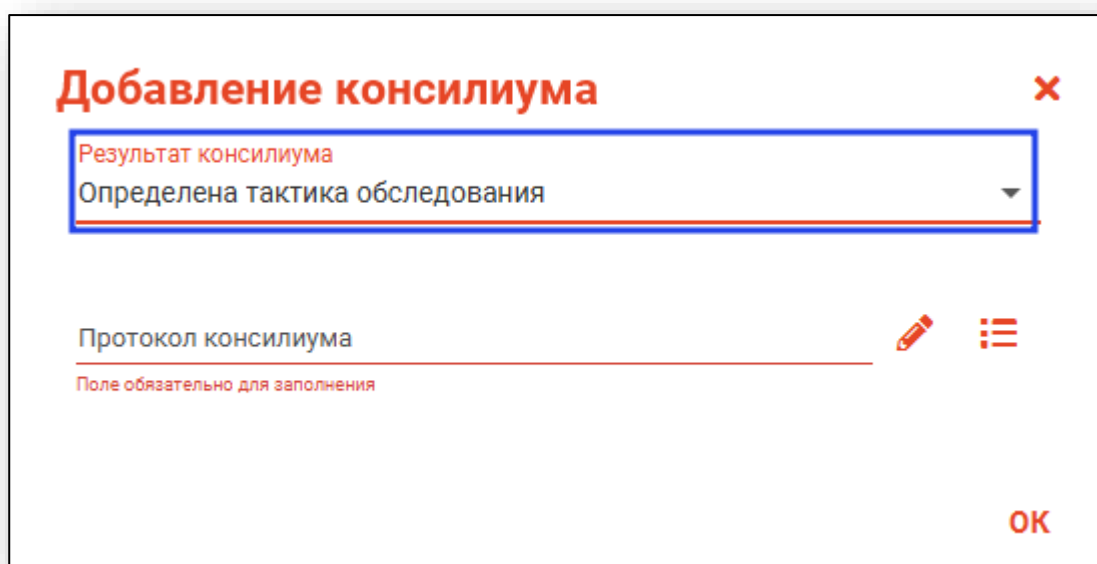 Добавление консилиума
Результат консилиума
Определена тактика обследования
Протокол консилиума
Поле обязательно для заполнения
ОК